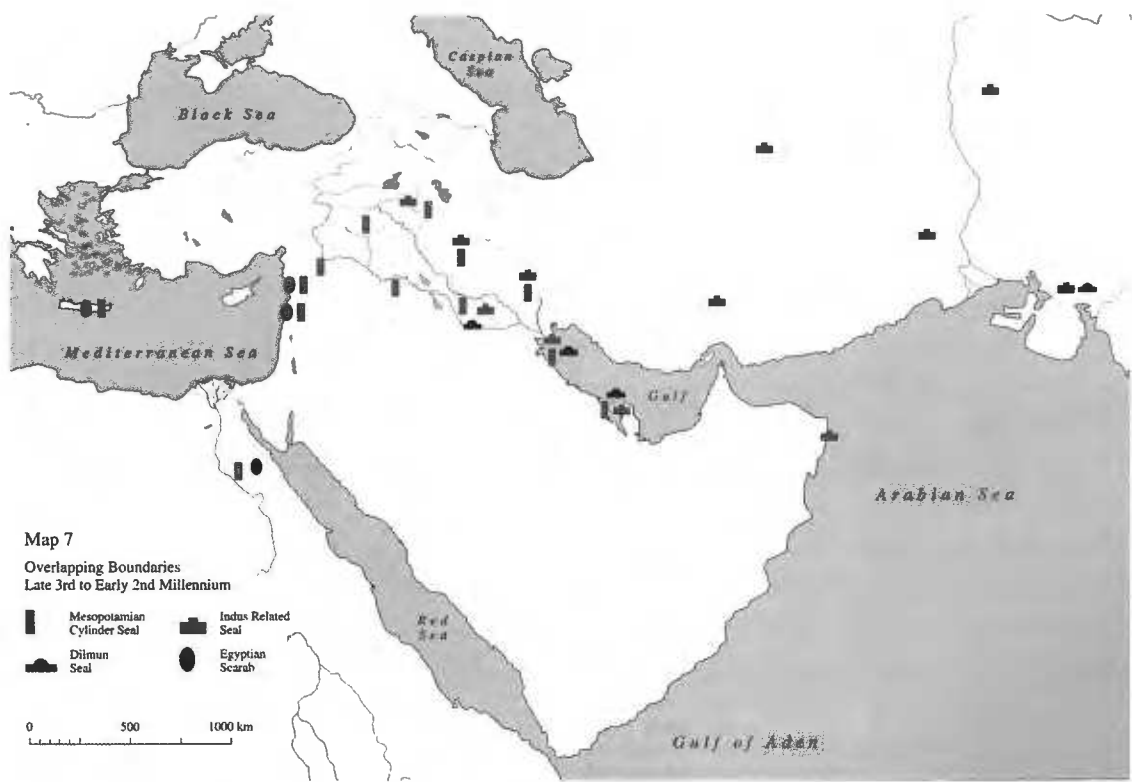 Caspian
Sea
Black Sea
Mediterranean Sea
Gulf
Arabian Sea
Red
Sea
Gulf of Aden
Map 7
Overlapping Boundaries
Late 3rd to Early 2nd Millennium
Mesopotamian
Cylinder Seal
Indus Related
Seal
Dilmun
Seal
Egyptian
Scarab
0 500 1000 km